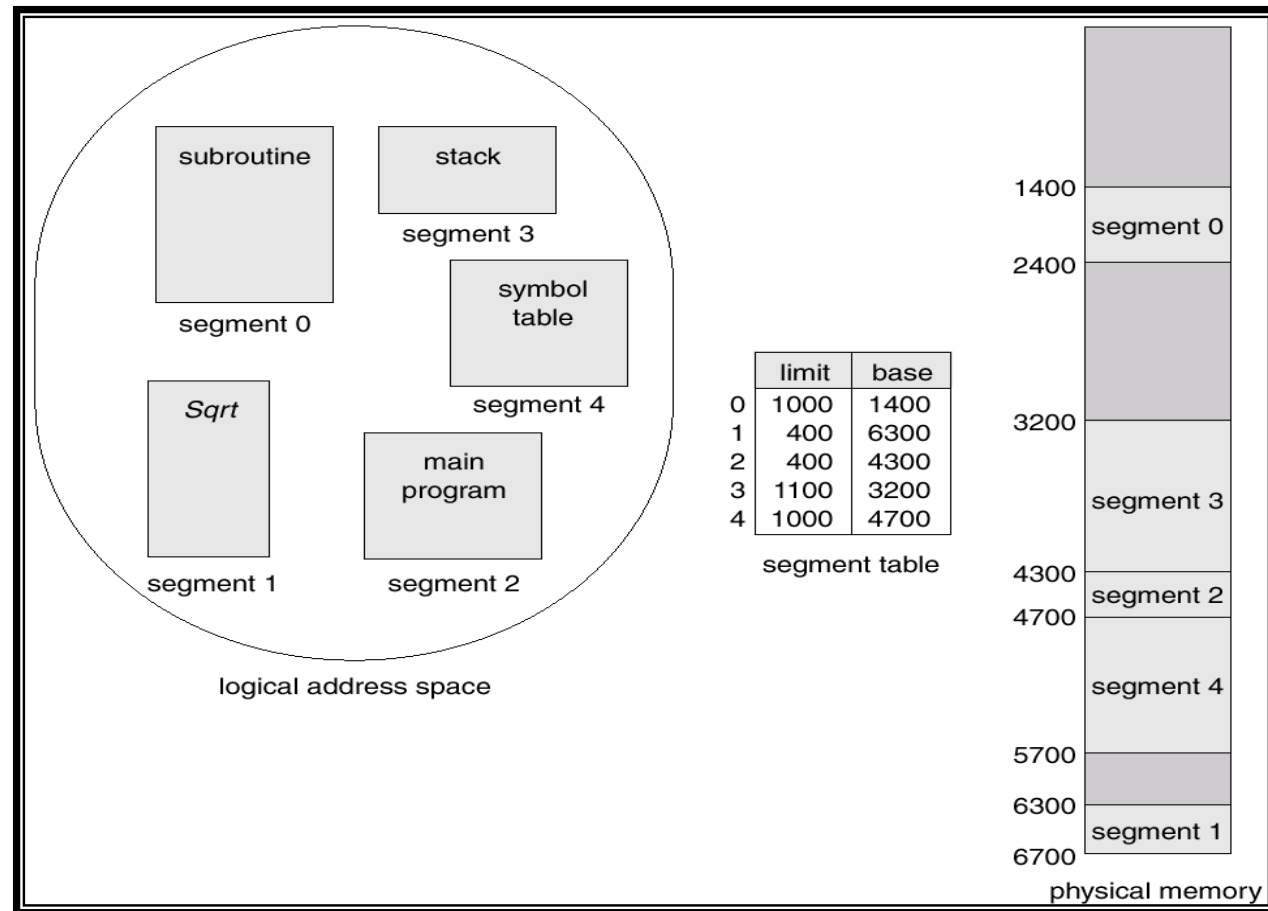 subroutine
segment 0
stack
segment 3
symbol
table
segment 4
Sqrt
segment 1
main
program
segment 2
logical address space
limit base
0 1000 1400
1 400 6300
2 400 4300
3 1100 3200
4 1000 4700
segment table
1400
segment 0
2400
3200
segment 3
4300
segment 2
4700
segment 4
5700
6300
segment 1
6700
physical memory